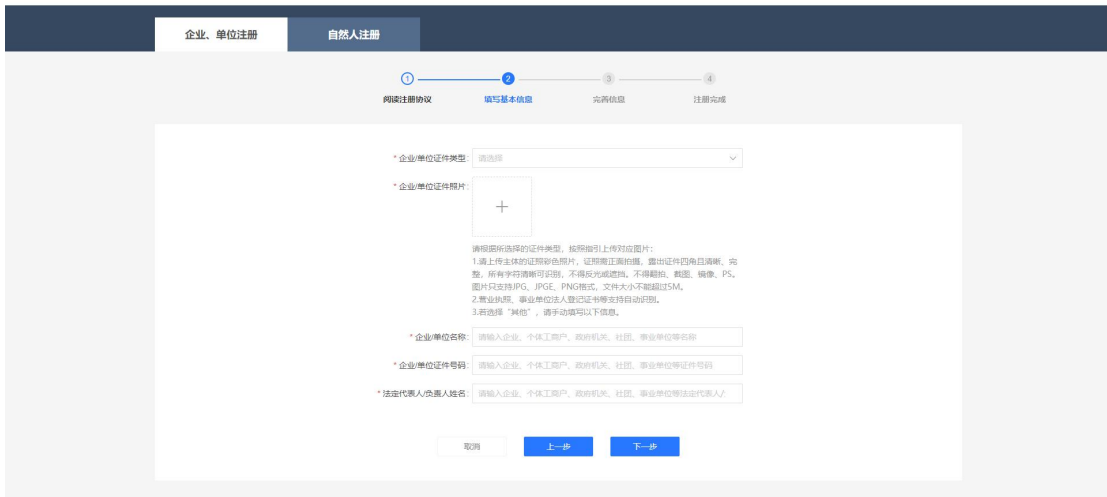 企业、单位注册
自然人注册
1
2
3
4
阅读注册协议
填写基本信息
完善信息
注册完成
* 企业/单位证件类型:
请选择
* 企业/单位证件照片:
请根据所选择的证件类型，按照指引上传对应图片：
1.请上传主体的证照彩色照片，证照需正面拍摄，露出证件四角且清晰、完
整，所有字符清晰可识别，不得反光或遮挡。不得翻拍、截图、镜像、PS。
图片只支持JPG、JPGE、PNG格式，文件大小不能超过5M。
2.营业执照、事业单位法人登记证书等支持自动识别。
3.若选择“其他”，请手动填写以下信息。
* 企业/单位名称:
请输入企业、个体工商户、政府机关、社团、事业单位等名称
* 企业/单位证件号码:
请输入企业、个体工商户、政府机关、社团、事业单位等证件号码
* 法定代表人/负责人姓名:
请输入企业、个体工商户、政府机关、社团、事业单位等法定代表人/
取消
上一步
下一步